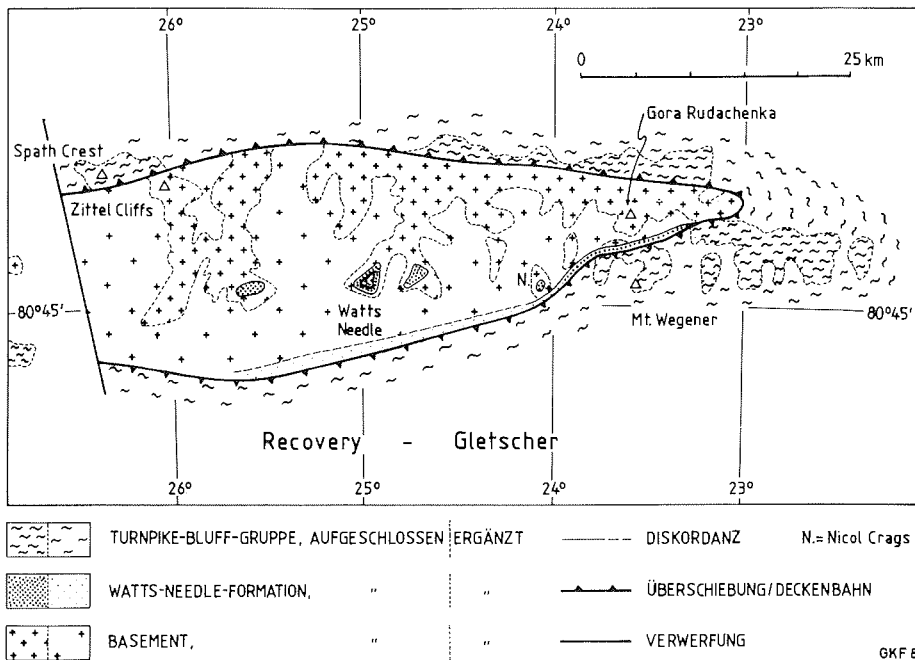 26° 25° 24° 23°
0 25 km
Gora Rudachenka
Spath Crest
Zittel Cliffs
N.
80°45'
Watts
Needle
Mt. Wegener
80°45'
Recovery - Gletscher
26° 25° 24° 23°
TURNPIKE-BLUFF-GRUPPE, AUFGESCHLOSSEN ERGÄNZT
DISKORDANZ
N.= Nicol Crags
WATTS-NEEDLE-FORMATION, " "
ÜBERSCHIEBUNG/DECKENBAHN
BASEMENT, " "
VERWERFUNG